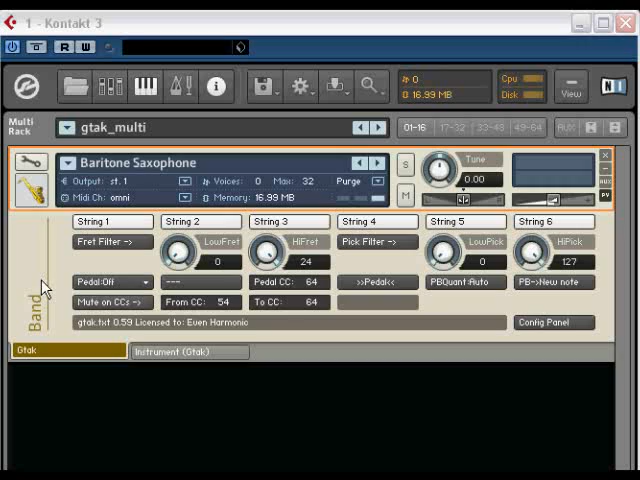 1 - Kontakt 3
R W
0
16.99 MB
Cpu
Disk
View
Multi
Rack
gtak_multi
01-16 17-32 33-48 49-64 AUX
Baritone Saxophone
Output: st. 1 Voices: 0 Max: 32 Purge
Midi Ch: omni Memory: 16.99 MB
S
M
Tune
0.00
AUX
PV
String 1 String 2 String 3 String 4 String 5 String 6
Fret Filter -> LowFret 0 HiFret 24 Pick Filter -> LowPick 0 HiPick 127
Pedal:Off --- Pedal CC: 64 >>Pedal<< PBQuant:Auto PB->New note
Mute on CCs -> From CC: 54 To CC: 64
gtak.txt 0.59 Licensed to: Even Harmonic Config Panel
Band
Gtak Instrument (Gtak)